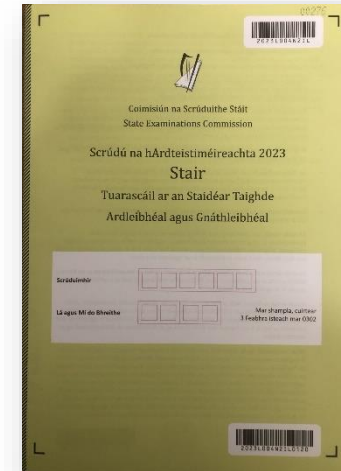 Coimisiún na Scrúduithe Stáit
State Examinations Commission
Scrúdú na hArdteistiméireachta 2023
Stair
Tuarascáil ar an Staidéar Taighde
Ardleibhéal agus Gnáthleibhéal
Scrúduimhir
Lá agus Mí do Bhreithe
Mar shampla, cuirtear
3 Feabhra isteach mar 0302